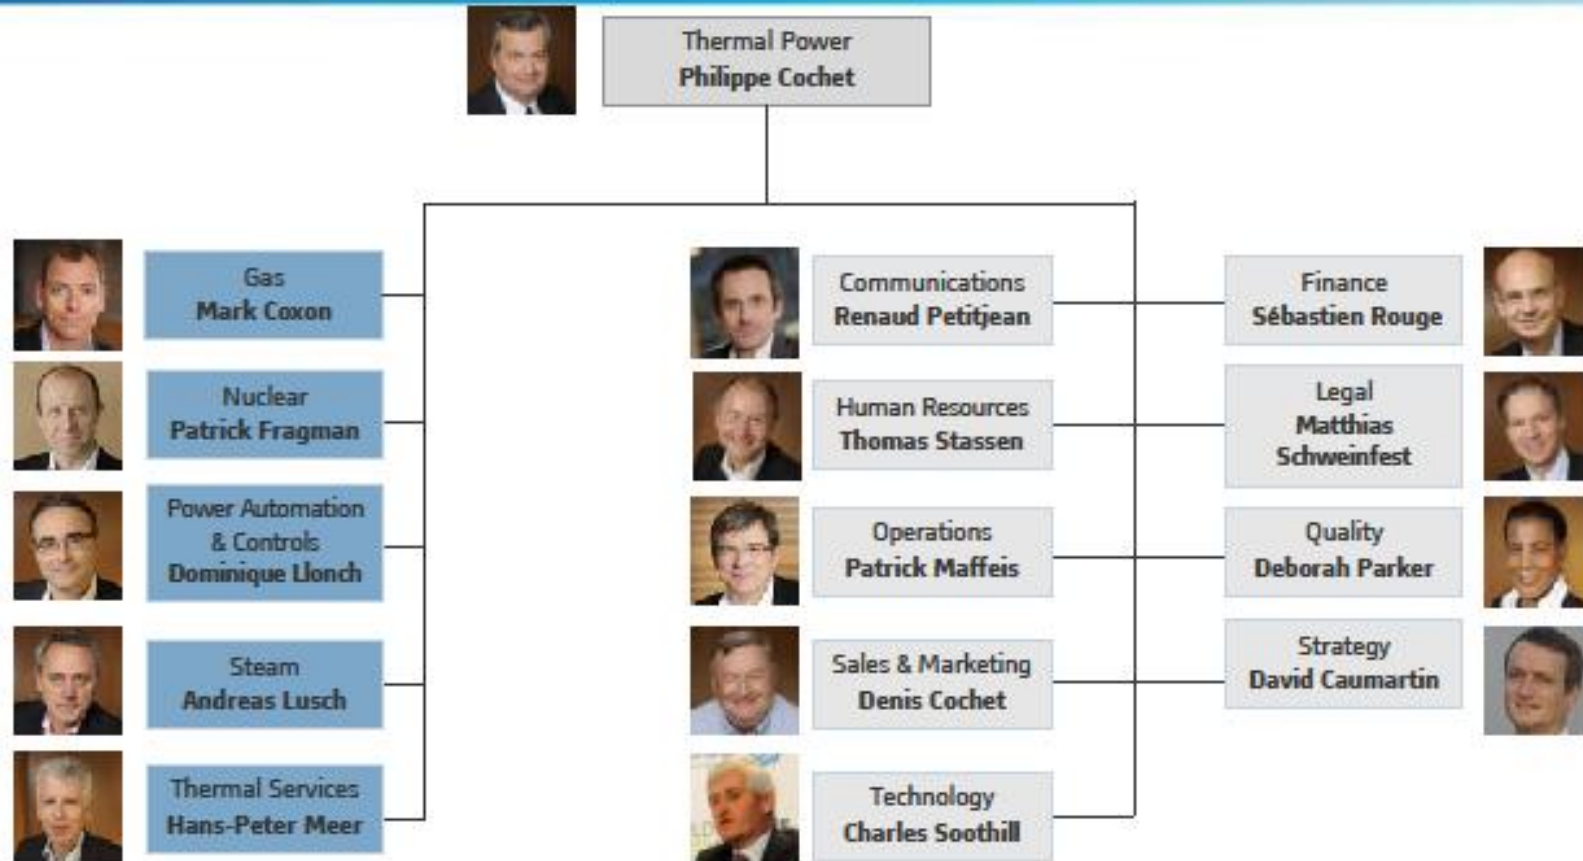 Thermal Power
Philippe Cochet
Gas
Mark Coxon
Nuclear
Patrick Fragman
Power Automation
& Controls
Dominique Llonch
Steam
Andreas Lusch
Thermal Services
Hans-Peter Meer
Communications
Renaud Petitjean
Human Resources
Thomas Stassen
Operations
Patrick Maffeis
Sales & Marketing
Denis Cochet
Technology
Charles Soothill
Finance
Sébastien Rouge
Legal
Matthias
Schweinfest
Quality
Deborah Parker
Strategy
David Caumartin